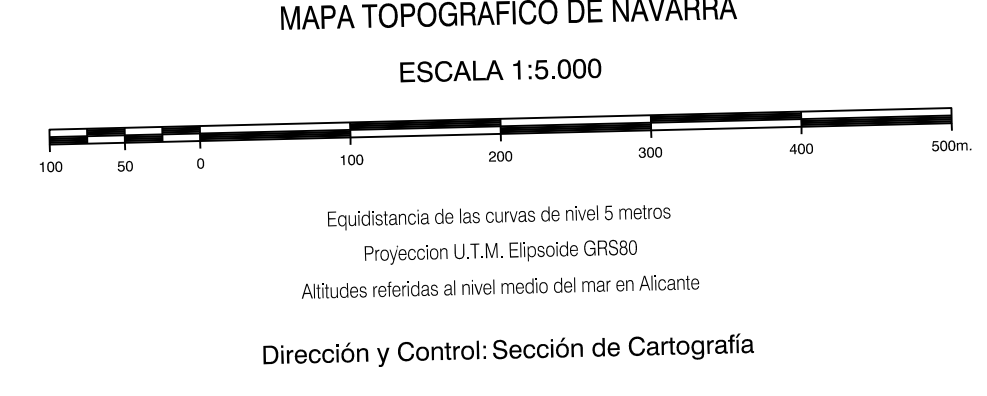 MAPA TOPOGRAFICO DE NAVARRA
ESCALA 1:5.000
100 50 0 100 200 300 400 500m.
Equidistancia de las curvas de nivel 5 metros
Proyeccion U.T.M. Elipsoide GRS80
Altitudes referidas al nivel medio del mar en Alicante
Dirección y Control: Sección de Cartografía